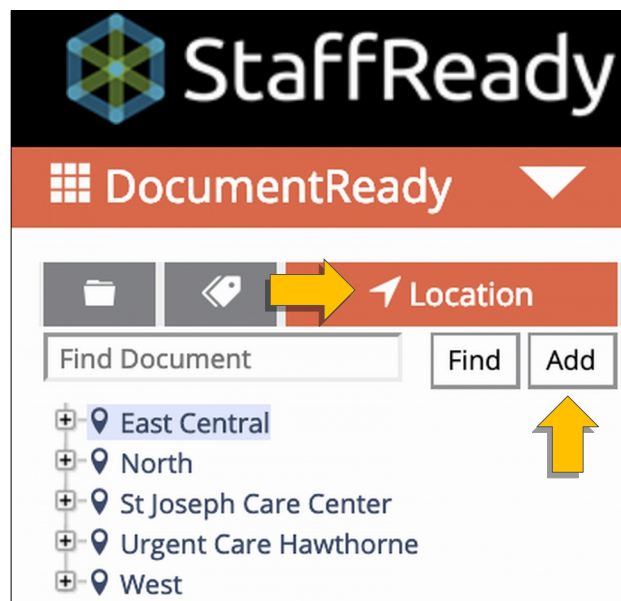 StaffReady
DocumentReady
Location
Find Document Find Add
East Central
North
St Joseph Care Center
Urgent Care Hawthorne
West